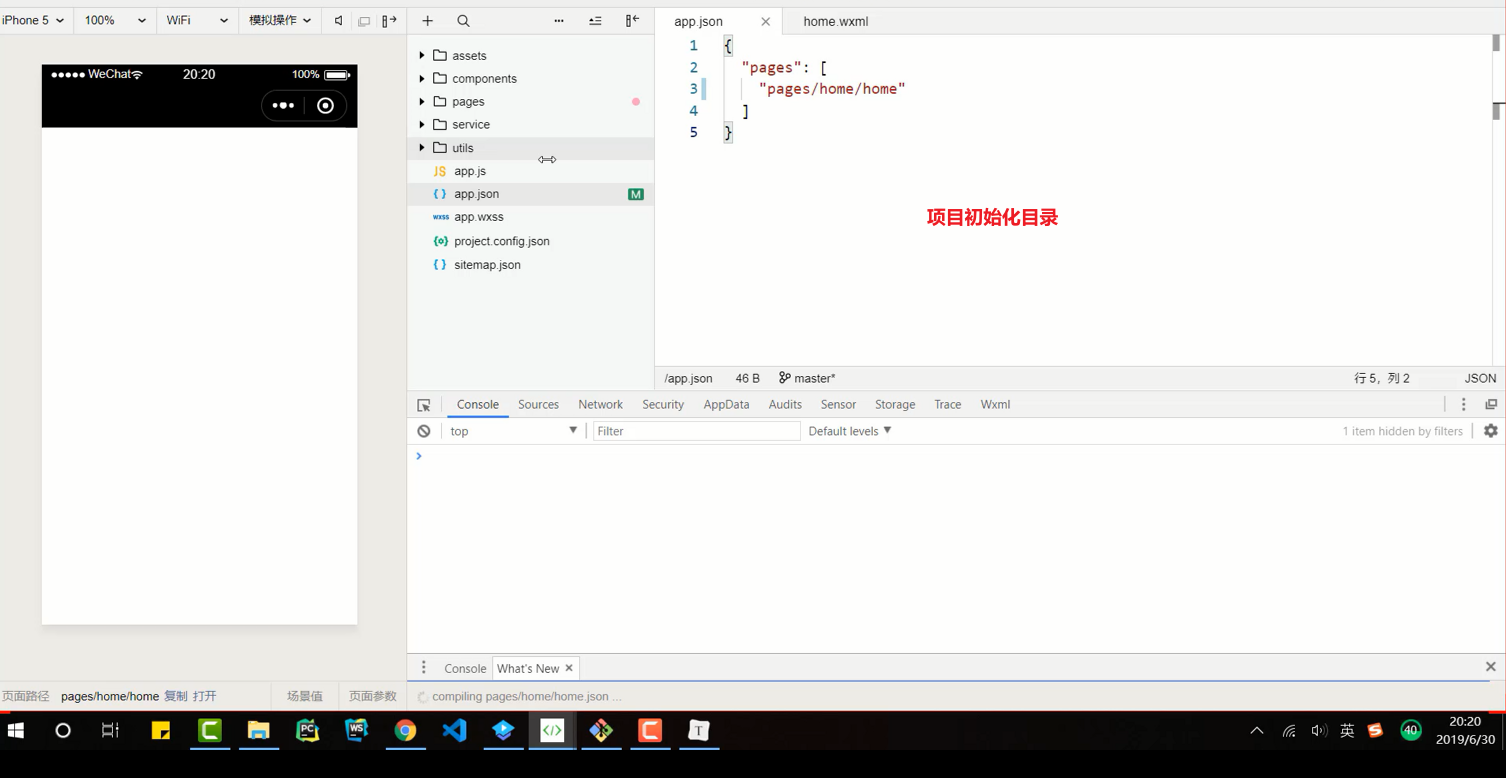 iPhone 5 100% WiFi 模拟操作
app.json home.wxml
●●●●● WeChat 20:20 100%
assets
components
pages
service
utils
app.js
app.json M
app.wxss
project.config.json
sitemap.json
JS
{ }
wxss
{o}
{ }
1 {
2 "pages": [
3 "pages/home/home"
4 ]
5 }
项目初始化目录
/app.json 46 B master* 行 5，列 2 JSON
Console Sources Network Security AppData Audits Sensor Storage Trace Wxml
top Filter Default levels 1 item hidden by filters
Console What's New
页面路径 pages/home/home 复制 打开 场景值 页面参数 compiling pages/home/home.json ...
PC WS T 英 40
20:20
2019/6/30